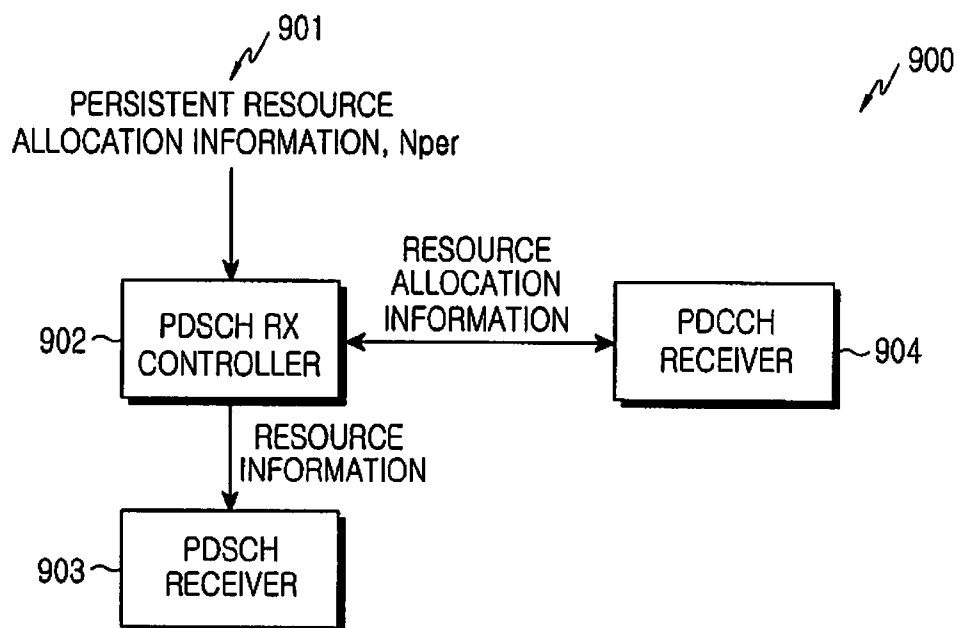 901
900
PERSISTENT RESOURCE
ALLOCATION INFORMATION, Nper
RESOURCE
ALLOCATION
INFORMATION
902
PDSCH RX
CONTROLLER
PDCCH
RECEIVER
904
RESOURCE
INFORMATION
903
PDSCH
RECEIVER